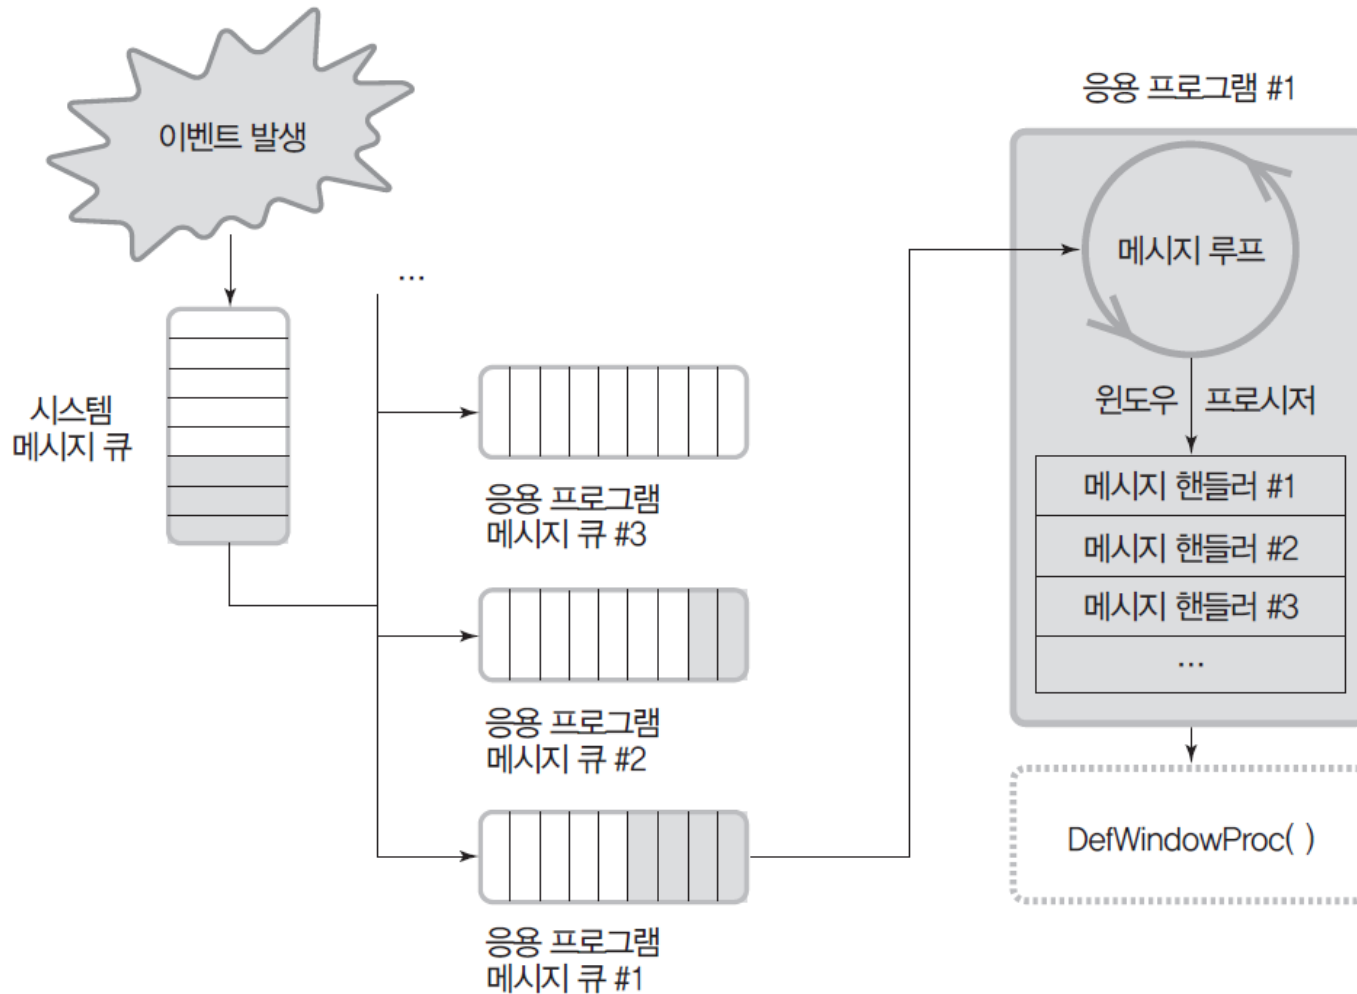 이벤트 발생
시스템
메시지 큐
...
응용 프로그램
메시지 큐 #3
응용 프로그램
메시지 큐 #2
응용 프로그램
메시지 큐 #1
응용 프로그램 #1
메시지 루프
윈도우 프로시저
메시지 핸들러 #1
메시지 핸들러 #2
메시지 핸들러 #3
...
DefWindowProc( )